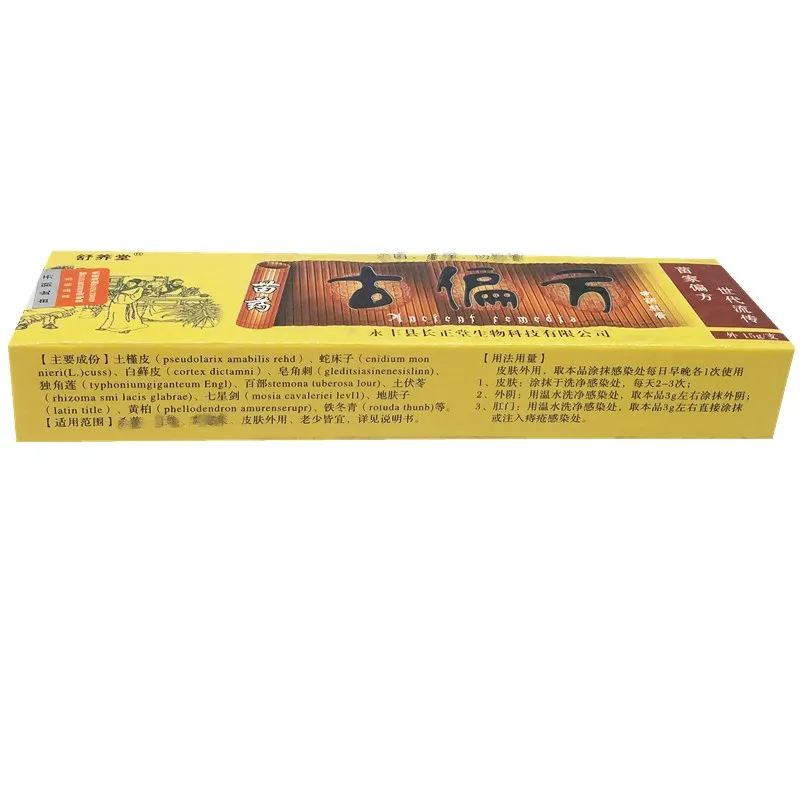 舒养堂®
苗药
古偏方
Ancient remedia
苗家偏方
世代流传
外 15g/支
永丰县长正堂生物科技有限公司
【主要成份】土槿皮（pseudolarix amabilis rehd）、蛇床子（cnidium mon
nieri(L.)cuss)、白藓皮（cortex dictamni）、皂角刺（gleditsiasinenesislinn)、
独角莲（typhoniumgiganteum Engl)、百部stemona tuberosa lour)、土伏苓
（rhizoma smi lacis glabrae)、七星剑（mosia cavaleriei levl1)、地肤子
（latin title）、黄柏（phellodendron amurenserupr)、铁冬青（rotuda thunb)等。
【适用范围】
皮肤外用、老少皆宜，详见说明书。
【用法用量】
皮肤外用，取本品涂抹感染处每日早晚各1次使用
1、皮肤：涂抹于洗净感染处，每天2~3次；
2、外阴：用温水洗净感染处，取本品3g左右涂抹外阴；
3、肛门：用温水洗净感染处，取本品3g左右直接涂抹
或注入痔疮感染处。